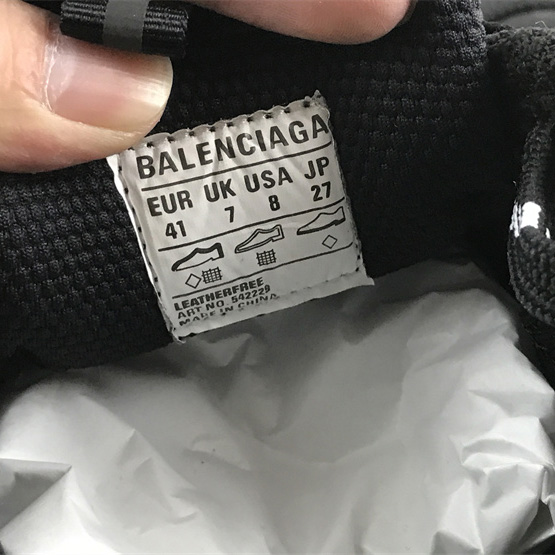 BALENCIAGA
EUR UK USA JP
41 7 8 27
LEATHERFREE
ART NO. 542229
MADE IN CHINA